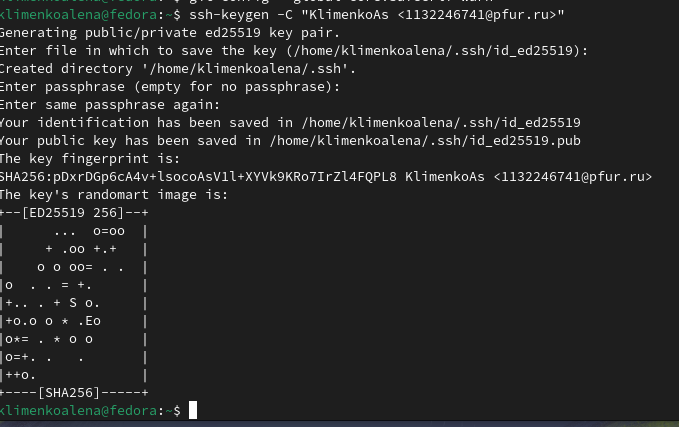 klimenkoalena@fedora:~$ ssh-keygen -C "KlimenkoAs <1132246741@pfur.ru>"
Generating public/private ed25519 key pair.
Enter file in which to save the key (/home/klimenkoalena/.ssh/id_ed25519):
Created directory '/home/klimenkoalena/.ssh'.
Enter passphrase (empty for no passphrase):
Enter same passphrase again:
Your identification has been saved in /home/klimenkoalena/.ssh/id_ed25519
Your public key has been saved in /home/klimenkoalena/.ssh/id_ed25519.pub
The key fingerprint is:
SHA256:pDxrDGp6cA4v+lsocoAsV1l+XYVk9KRo7IrZl4FQPL8 KlimenkoAs <1132246741@pfur.ru>
The key's randomart image is:
+--[ED25519 256]--+
|      ...  o=oo  |
|     + .oo +.+   |
|    o o oo= . .  |
|o  . . = +.      |
|+.. . + S o.     |
|+o.o o * .Eo     |
|o*= . * o o      |
|o=+. .   .       |
|++o.             |
+----[SHA256]-----+
klimenkoalena@fedora:~$